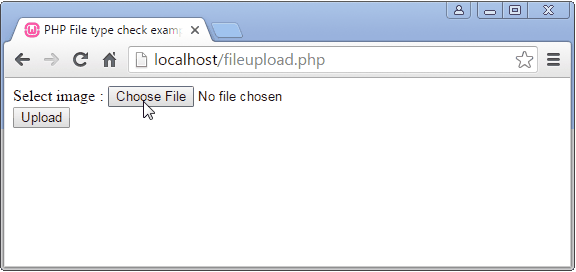 PHP File type check examp
localhost/fileupload.php
Select image : Choose File No file chosen
Upload